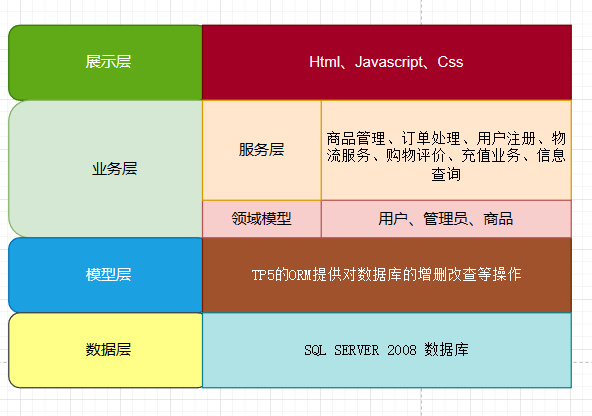 展示层
Html、Javascript、Css
业务层
服务层
商品管理、订单处理、用户注册、物
流服务、购物评价、充值业务、信息
查询
领域模型
用户、管理员、商品
模型层
TP5的ORM提供对数据库的增删改查等操作
数据层
SQL SERVER 2008 数据库